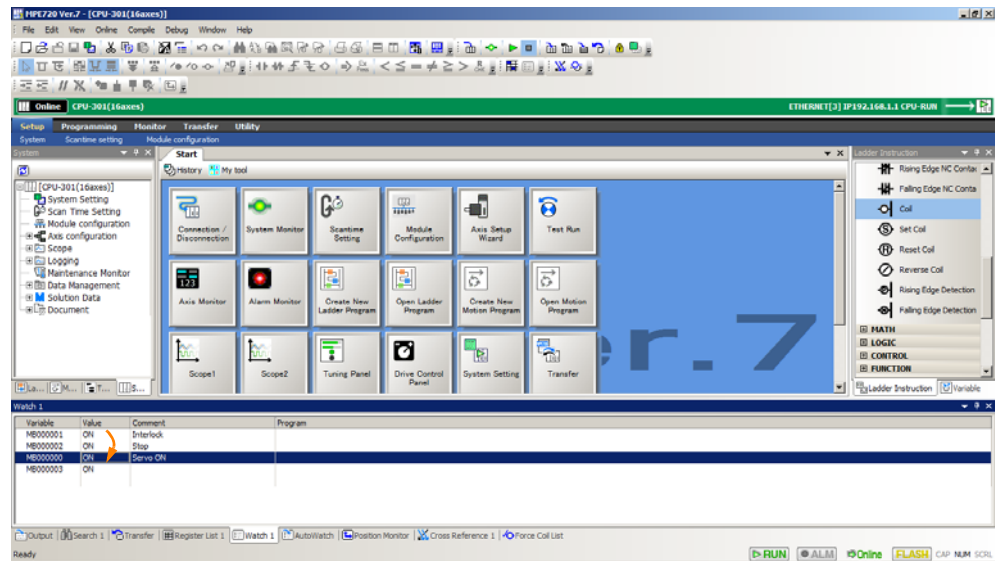 MPE720 Ver.7 - [CPU-301(16axes)]
File Edit View Online Compile Debug Window Help
Online CPU-301(16axes) ETHERNET[3] IP192.168.1.1 CPU-RUN
Setup Programming Monitor Transfer Utility
System Scantime setting Module configuration
System
Start
Ladder Instruction
History My tool
[CPU-301(16axes)]
System Setting
Scan Time Setting
Module configuration
Axis configuration
Scope
Logging
Maintenance Monitor
Data Management
Solution Data
Document
La... M... T... S...
Connection / Disconnection
System Monitor
Scantime Setting
Module Configuration
Axis Setup Wizard
Test Run
Axis Monitor
Alarm Monitor
Create New Ladder Program
Open Ladder Program
Create New Motion Program
Open Motion Program
Scope1
Scope2
Tuning Panel
Drive Control Panel
System Setting
Transfer
er.7
Rising Edge NC Contac
Falling Edge NC Conta
Coil
Set Coil
Reset Coil
Reverse Coil
Rising Edge Detection
Falling Edge Detection
MATH
LOGIC
CONTROL
FUNCTION
Ladder Instruction Variable
Watch 1
Variable Value Comment Program
MB000001 ON Interlock
MB000002 ON Stop
MB000000 ON Servo ON
MB000003 ON
Output Search 1 Transfer Register List 1 Watch 1 AutoWatch Position Monitor Cross Reference 1 Force Coil List
Ready RUN ALM Online FLASH CAP NUM SCRL